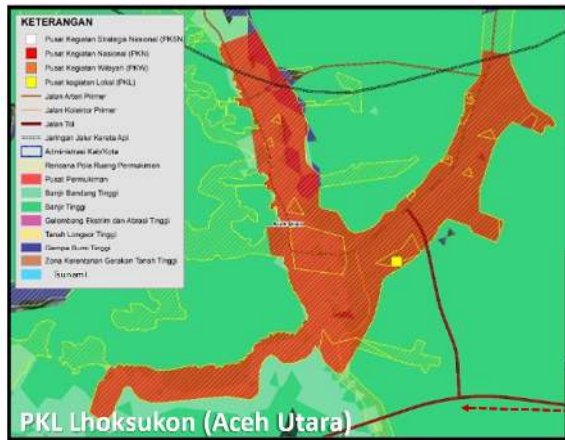 KETERANGAN
Pusat Kegiatan Strategis Nasional (PKSN)
Pusat Kegiatan Nasional (PKN)
Pusat Kegiatan Wilayah (PKW)
Pusat kegiatan Lokal (PKL)
Jalan Arteri Primer
Jalan Kolektor Primer
Jalan Tol
Jaringan Jalur Kereta Api
Administrasi Kab/Kota
Rencana Pola Ruang Permukiman
Pusat Permukiman
Banjir Bandang Tinggi
Banjir Tinggi
Gelombang Ekstrim dan Abrasi Tinggi
Tanah Longsor Tinggi
Gempa Bumi Tinggi
Zona Kerentanan Gerakan Tanah Tinggi
Tsunami
Aceh Utara
PKL Lhoksukon (Aceh Utara)